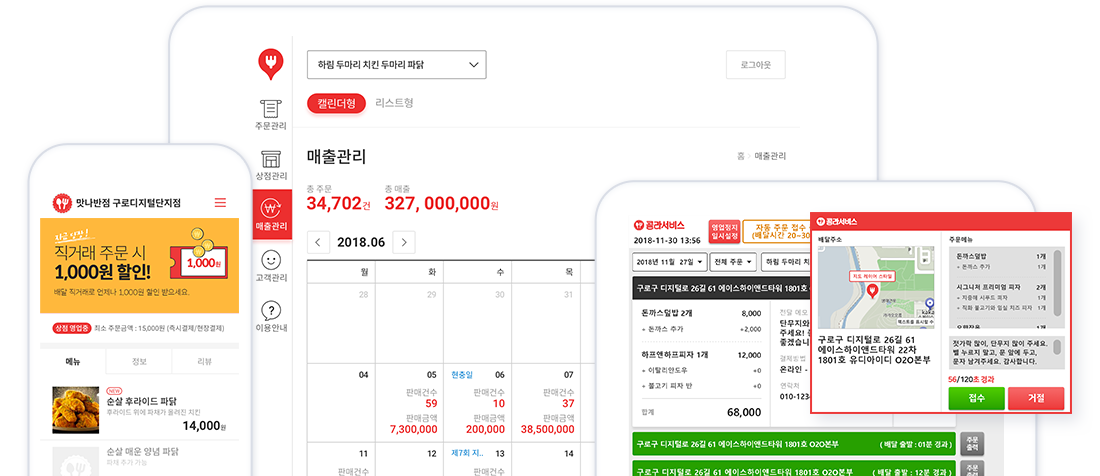 하림 두마리 치킨 두마리 파닭
로그아웃
캘린더형
리스트형
주문관리
상점관리
매출관리
고객관리
이용안내
매출관리
홈 > 매출관리
총 주문
34,702건
총 매출
327, 000,000원
< 2018.06 >
월 화 수 목
28 29 30 31
04 05 현충일 06 07
판매건수 판매건수 판매건수
59 10 37
판매금액 판매금액 판매금액
7,300,000 200,000 38,500,000
11 12 제7회 지.. 13 14
판매건수 판매건수 판매건수
맛나반점 구로디지털단지점
직거래 주문 시
1,000원 할인!
배달 직거래로 언제나 1,000원 할인 받으세요.
1,000원
상점 영업중 최소 주문금액 : 15,000원 (즉시결제/현장결제)
메뉴 정보 리뷰
NEW
순살 후라이드 파닭
후라이드 위에 파채가 올려진 치킨
14,000원
순살 매운 양념 파닭
파채 추가 가능
콜라서비스
2018-11-30 13:56
영업정지
일시설정
자동 주문 접수
(배달시간 20~30
2018년 11월 27일
전체 주문
하림 두마리
구로구 디지털로 26길 61 에이스하이앤드타워 1801호
돈까스덮밥 2개 8,000
+ 돈까스 추가 +2,000
하프앤하프피자 1개 12,000
+ 이탈리안도우 +0
+ 불고기 피자 반 +0
합계 68,000
전달 메모
단무지와
주세요!
좋겠습니
결제방법
온라인 -
연락처
010-123
구로구 디지털로 26길 61 에이스하이앤드타워 1801호 O2O본부 ( 배달 출발 : 01분 경과 )
주문
출력
구로구 디지털로 26길 61 에이스하이앤드타워 1801호 O2O본부 ( 배달 출발 : 12분 경과 )
주문
콜라서비스
배달주소
지도 레이어 스타일
구로구 디지털로 26길 61
에이스하이앤드타워 22차
1801호 유디아이디 O2O본부
주문메뉴
돈까스덮밥 1개
+ 돈까스 추가 1개
시그니처 프리미엄 피자 2개
+ 지중해 시푸드 피자 1개
+ 직화 불고기와 임실 치즈 피자 1개
젓가락 많이, 단무지 많이 주세요.
벨 누르지 말고, 문 앞에 두고,
문자 남겨주세요. 감사합니다.
56/120초 경과
접수
거절